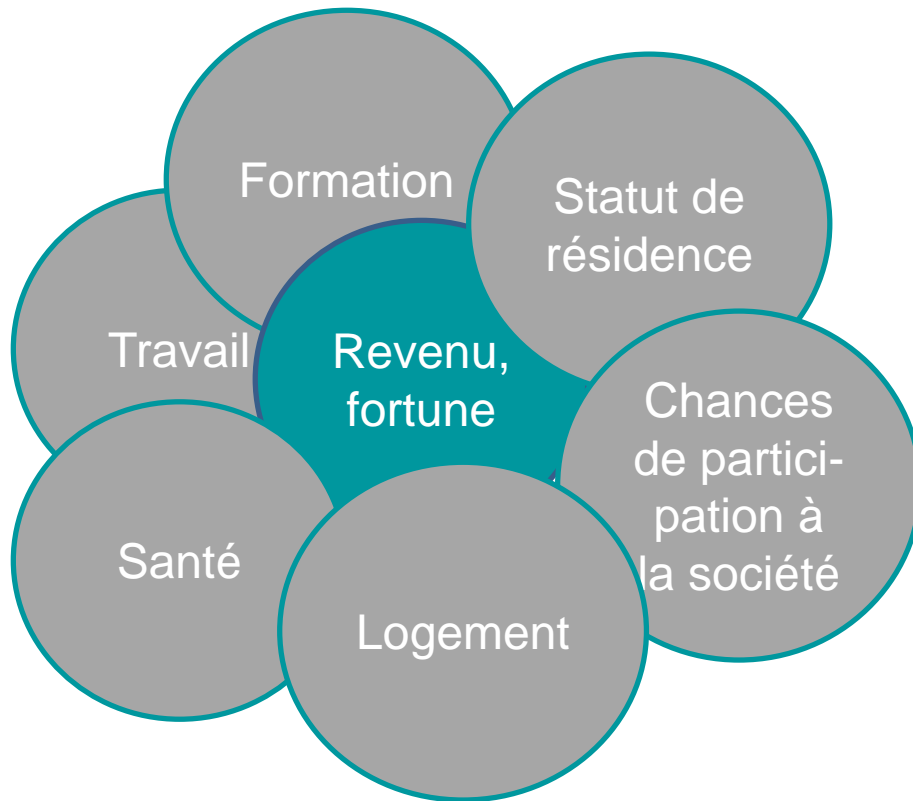 Formation
Statut de
résidence
Travail
Revenu,
fortune
Chances
de partici-
pation à
la société
Santé
Logement